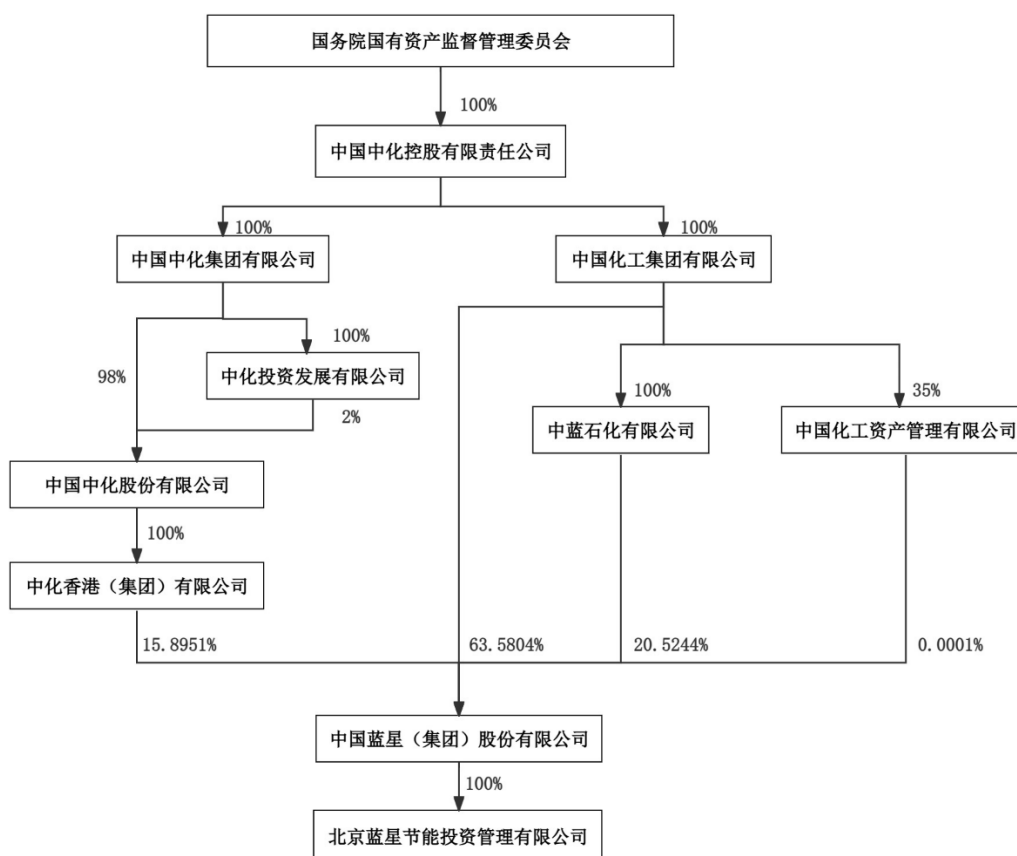 国务院国有资产监督管理委员会
100%
中国中化控股有限责任公司
100%
100%
中国中化集团有限公司
中国化工集团有限公司
100%
98%
中化投资发展有限公司
100%
35%
2%
中蓝石化有限公司
中国化工资产管理有限公司
中国中化股份有限公司
100%
中化香港（集团）有限公司
15.8951%
63.5804%
20.5244%
0.0001%
中国蓝星（集团）股份有限公司
100%
北京蓝星节能投资管理有限公司